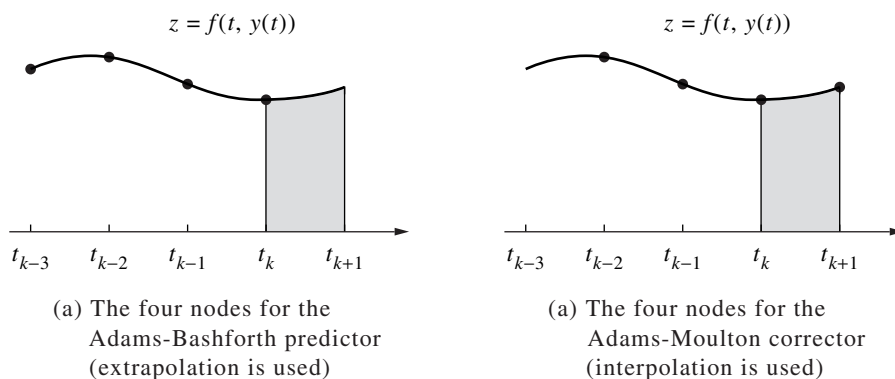 z = f(t, y(t))
t_{k−3} t_{k−2} t_{k−1} t_k t_{k+1}
(a) The four nodes for the
Adams-Bashforth predictor
(extrapolation is used)
z = f(t, y(t))
t_{k−3} t_{k−2} t_{k−1} t_k t_{k+1}
(a) The four nodes for the
Adams-Moulton corrector
(interpolation is used)